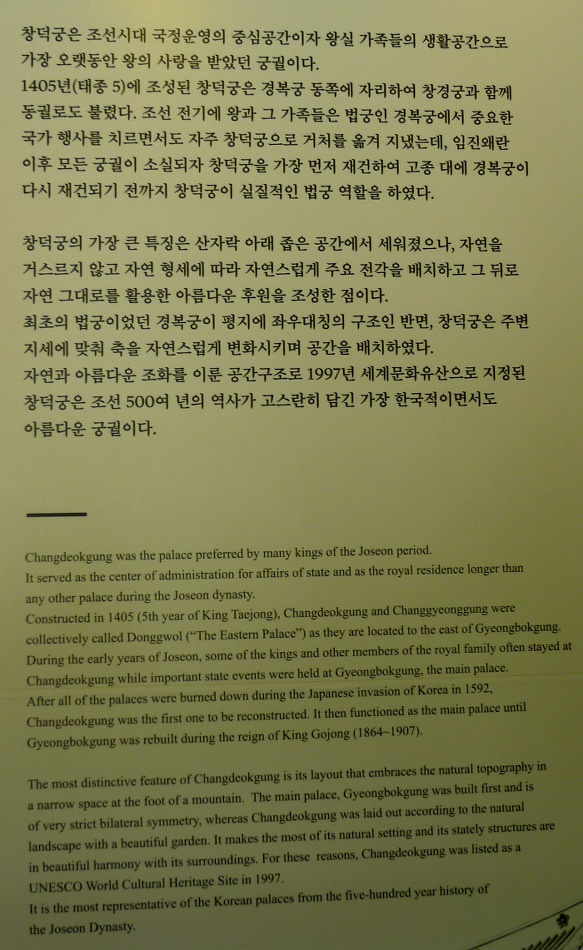 창덕궁은 조선시대 국정운영의 중심공간이자 왕실 가족들의 생활공간으로
가장 오랫동안 왕의 사랑을 받았던 궁궐이다.
1405년(태종 5)에 조성된 창덕궁은 경복궁 동쪽에 자리하여 창경궁과 함께
동궐로도 불렸다. 조선 전기에 왕과 그 가족들은 법궁인 경복궁에서 중요한
국가 행사를 치르면서도 자주 창덕궁으로 거처를 옮겨 지냈는데, 임진왜란
이후 모든 궁궐이 소실되자 창덕궁을 가장 먼저 재건하여 고종 대에 경복궁이
다시 재건되기 전까지 창덕궁이 실질적인 법궁 역할을 하였다.
창덕궁의 가장 큰 특징은 산자락 아래 좁은 공간에서 세워졌으나, 자연을
거스르지 않고 자연 형세에 따라 자연스럽게 주요 전각을 배치하고 그 뒤로
자연 그대로를 활용한 아름다운 후원을 조성한 점이다.
최초의 법궁이었던 경복궁이 평지에 좌우대칭의 구조인 반면, 창덕궁은 주변
지세에 맞춰 축을 자연스럽게 변화시키며 공간을 배치하였다.
자연과 아름다운 조화를 이룬 공간구조로 1997년 세계문화유산으로 지정된
창덕궁은 조선 500여 년의 역사가 고스란히 담긴 가장 한국적이면서도
아름다운 궁궐이다.
Changdeokgung was the palace preferred by many kings of the Joseon period.
It served as the center of administration for affairs of state and as the royal residence longer than
any other palace during the Joseon dynasty.
Constructed in 1405 (5th year of King Taejong), Changdeokgung and Changgyeonggung were
collectively called Donggwol (“The Eastern Palace”) as they are located to the east of Gyeongbokgung.
During the early years of Joseon, some of the kings and other members of the royal family often stayed at
Changdeokgung while important state events were held at Gyeongbokgung, the main palace.
After all of the palaces were burned down during the Japanese invasion of Korea in 1592,
Changdeokgung was the first one to be reconstructed. It then functioned as the main palace until
Gyeongbokgung was rebuilt during the reign of King Gojong (1864~1907).
The most distinctive feature of Changdeokgung is its layout that embraces the natural topography in
a narrow space at the foot of a mountain. The main palace, Gyeongbokgung was built first and is
of very strict bilateral symmetry, whereas Changdeokgung was laid out according to the natural
landscape with a beautiful garden. It makes the most of its natural setting and its stately structures are
in beautiful harmony with its surroundings. For these reasons, Changdeokgung was listed as a
UNESCO World Cultural Heritage Site in 1997.
It is the most representative of the Korean palaces from the five-hundred year history of
the Joseon Dynasty.